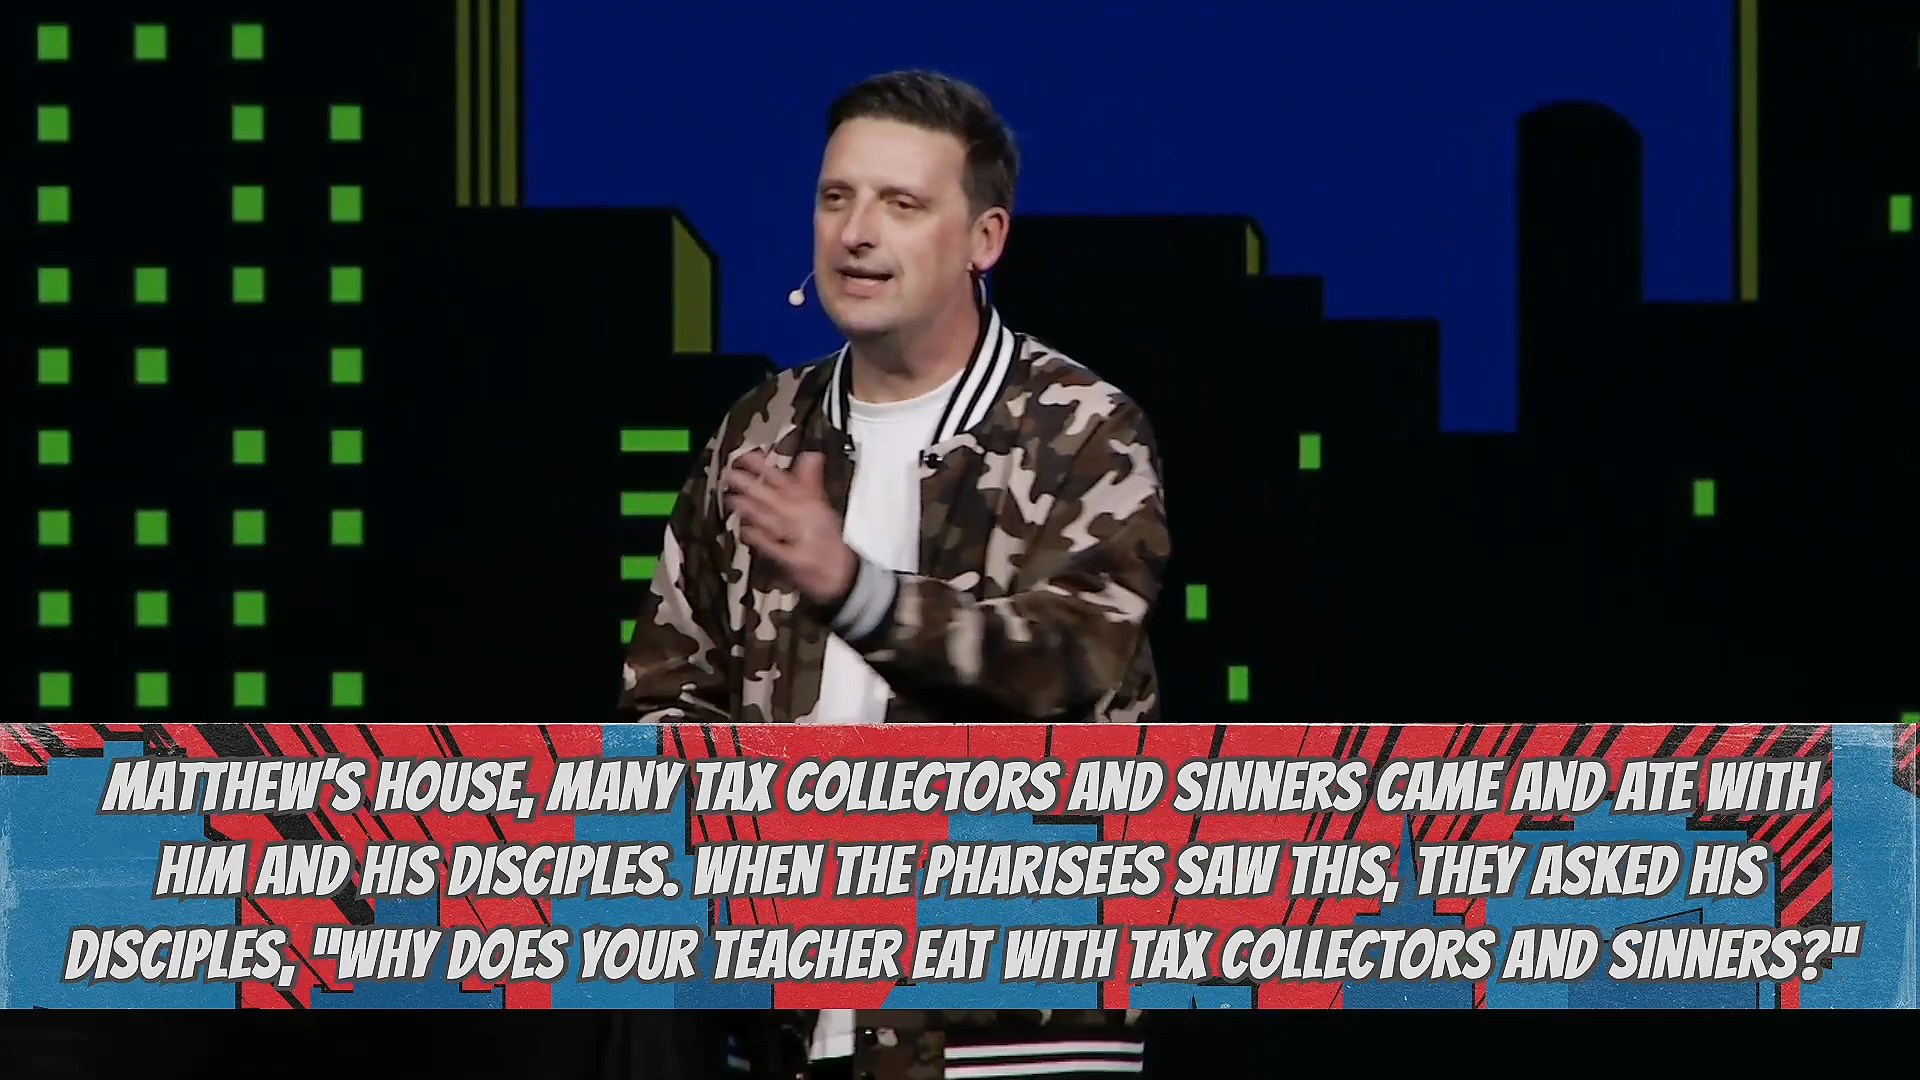 MATTHEW'S HOUSE, MANY TAX COLLECTORS AND SINNERS CAME AND ATE WITH
HIM AND HIS DISCIPLES. WHEN THE PHARISEES SAW THIS, THEY ASKED HIS
DISCIPLES, "WHY DOES YOUR TEACHER EAT WITH TAX COLLECTORS AND SINNERS?"